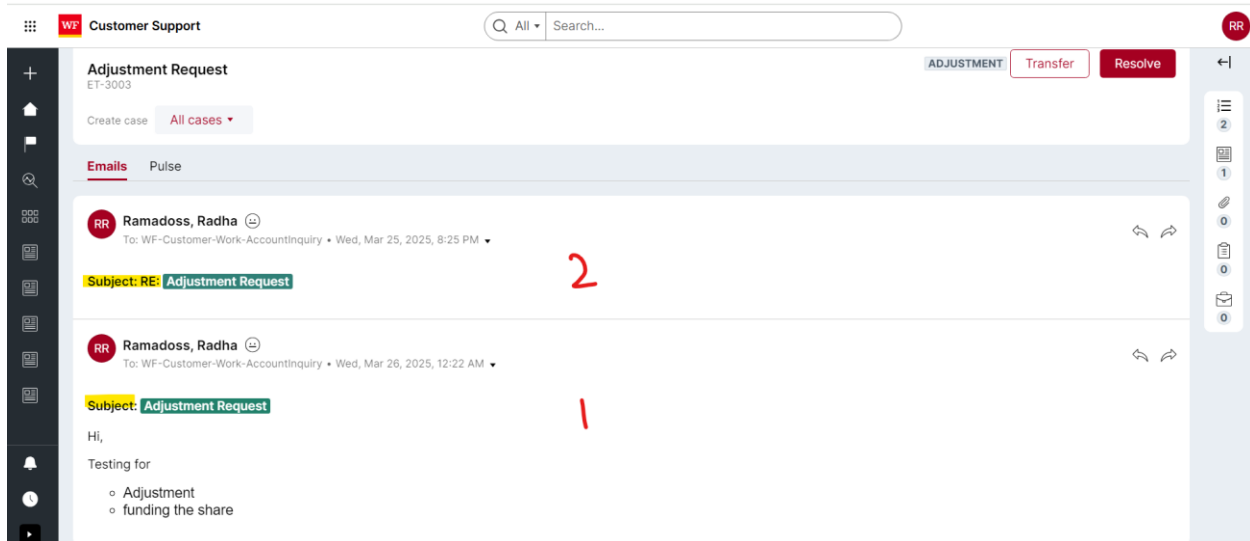 WF Customer Support
All
Search...
RR
Adjustment Request
ET-3003
ADJUSTMENT
Transfer
Resolve
Create case
All cases
Emails
Pulse
2
1
0
0
0
RR
Ramadoss, Radha
To: WF-Customer-Work-AccountInquiry • Wed, Mar 25, 2025, 8:25 PM
Subject: RE: Adjustment Request
2
RR
Ramadoss, Radha
To: WF-Customer-Work-AccountInquiry • Wed, Mar 26, 2025, 12:22 AM
Subject: Adjustment Request
1
Hi,
Testing for
Adjustment
funding the share